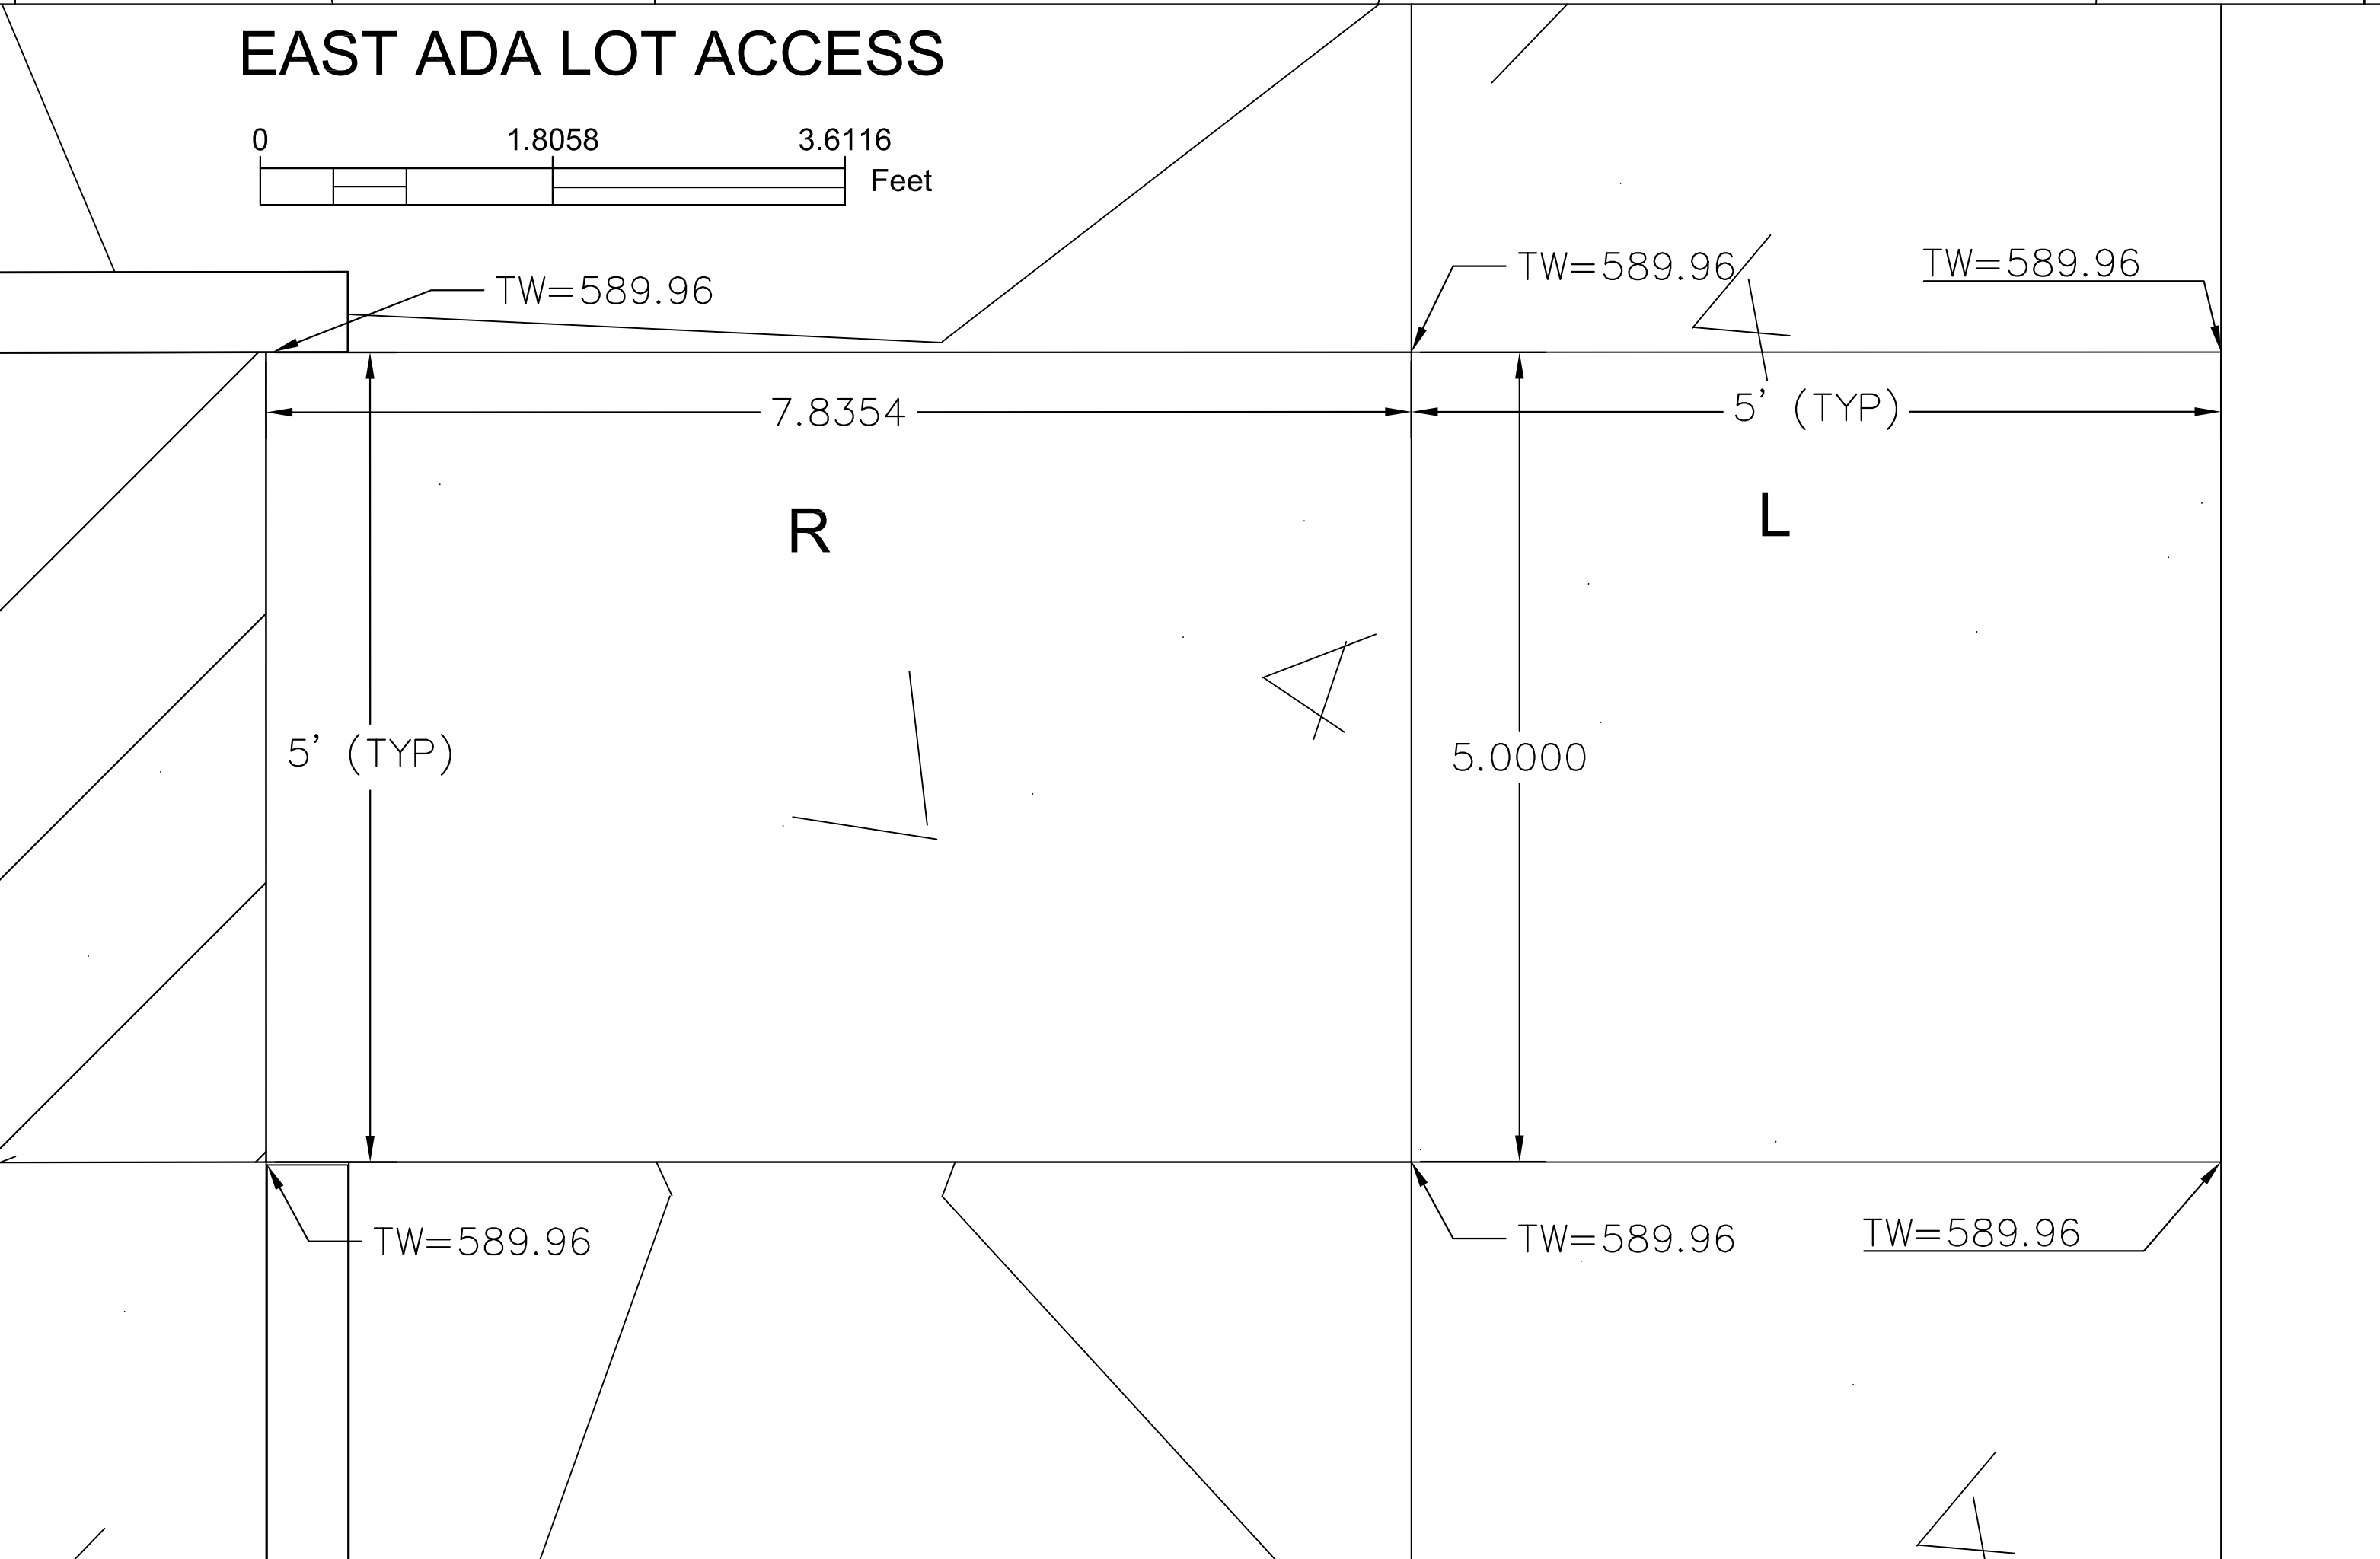 EAST ADA LOT ACCESS
0 1.8058 3.6116
Feet
TW=589.96
TW=589.96
TW=589.96
7.8354
5’ (TYP)
R
L
5’ (TYP)
5.0000
TW=589.96
TW=589.96
TW=589.96